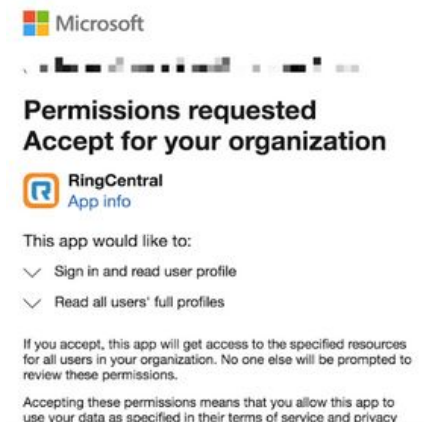 Microsoft
Permissions requested
Accept for your organization
RingCentral
App info
This app would like to:
Sign in and read user profile
Read all users' full profiles
If you accept, this app will get access to the specified resources
for all users in your organization. No one else will be prompted to
review these permissions.
Accepting these permissions means that you allow this app to
use your data as specified in their terms of service and privacy